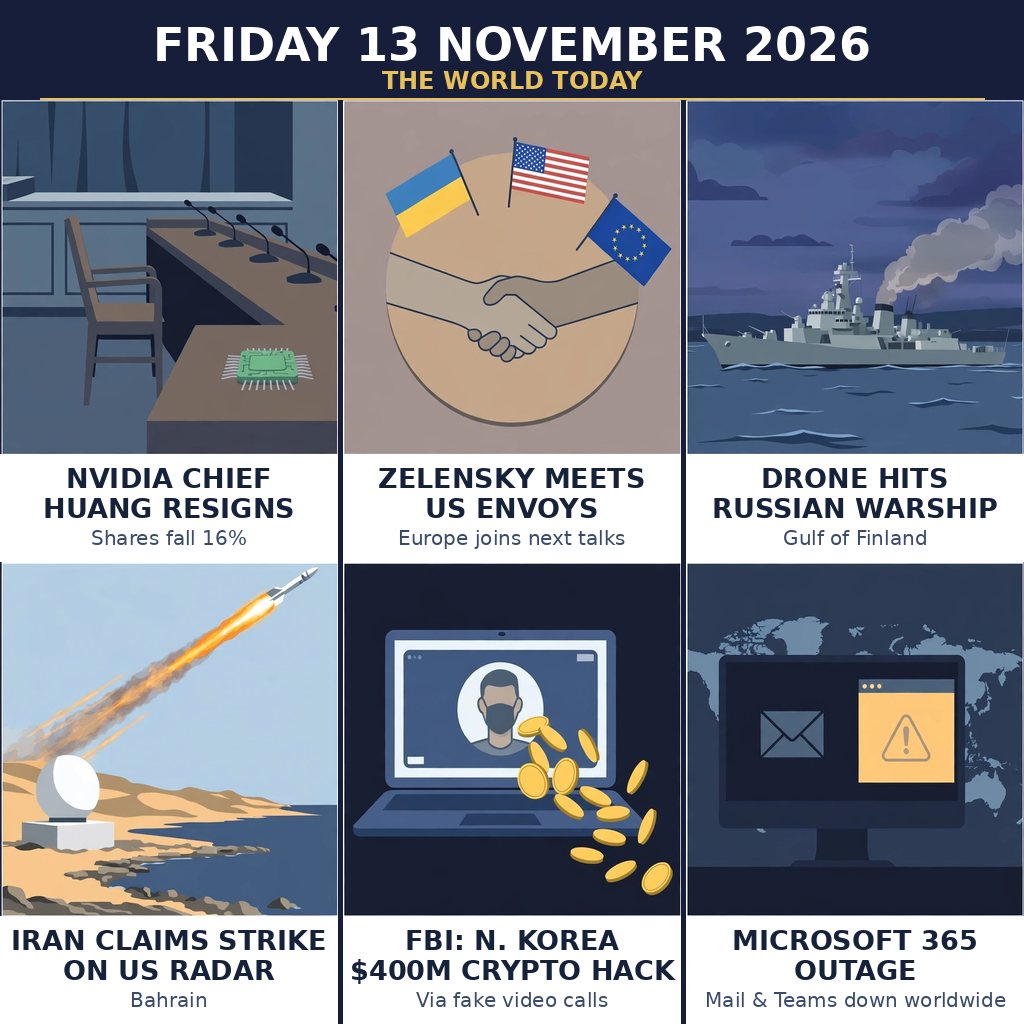 FRIDAY 13 NOVEMBER 2026
THE WORLD TODAY
NVIDIA CHIEF
HUANG RESIGNS
Shares fall 16%
ZELENSKY MEETS
US ENVOYS
Europe joins next talks
DRONE HITS
RUSSIAN WARSHIP
Gulf of Finland
IRAN CLAIMS STRIKE
ON US RADAR
Bahrain
FBI: N. KOREA
$400M CRYPTO HACK
Via fake video calls
MICROSOFT 365
OUTAGE
Mail & Teams down worldwide